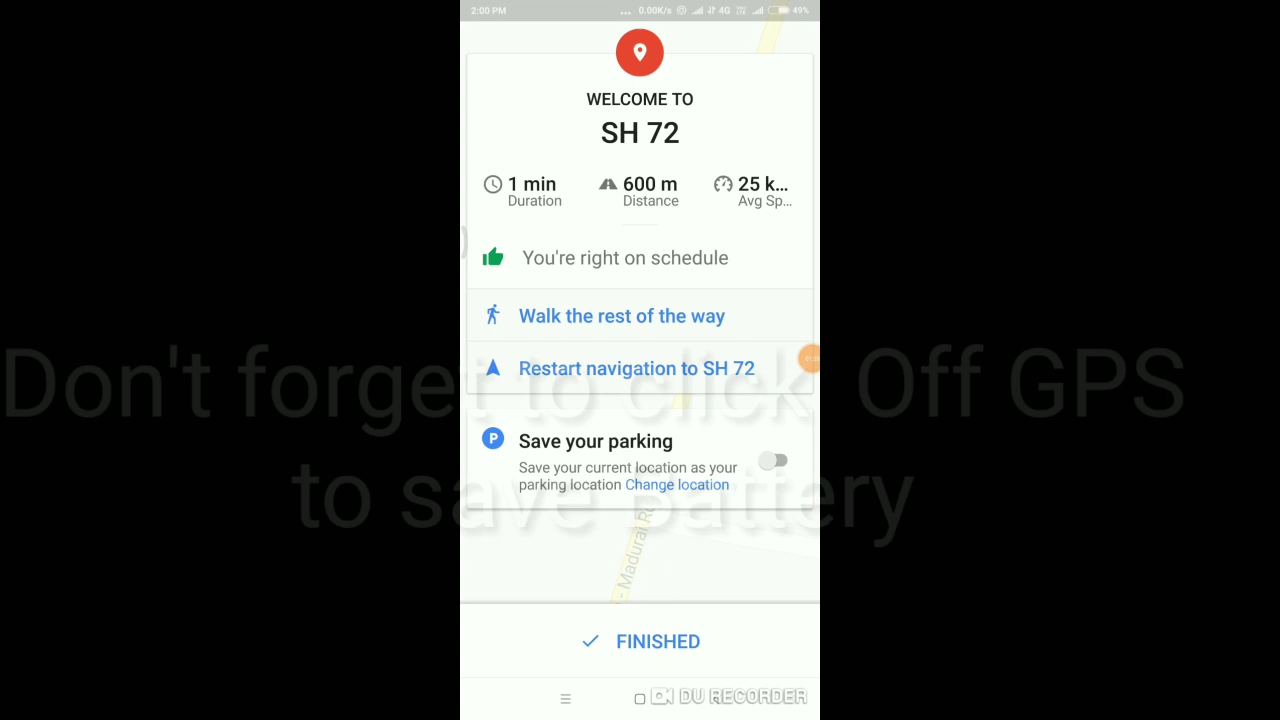 2:00 PM ... 0.00K/s 4G 49%
WELCOME TO
SH 72
1 min 600 m 25 k...
Duration Distance Avg Sp...
You're right on schedule
Walk the rest of the way
Restart navigation to SH 72
Don't forget to click Off GPS
to save Battery
P Save your parking
Save your current location as your
parking location Change location
- Madurai
FINISHED
DU RECORDER